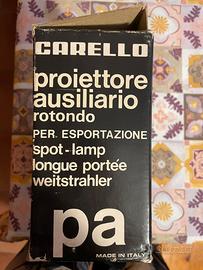 CARELLO
proiettore
ausiliario
rotondo
PER ESPORTAZIONE
spot-lamp
longue portée
weitstrahler
pa
MADE IN ITALY